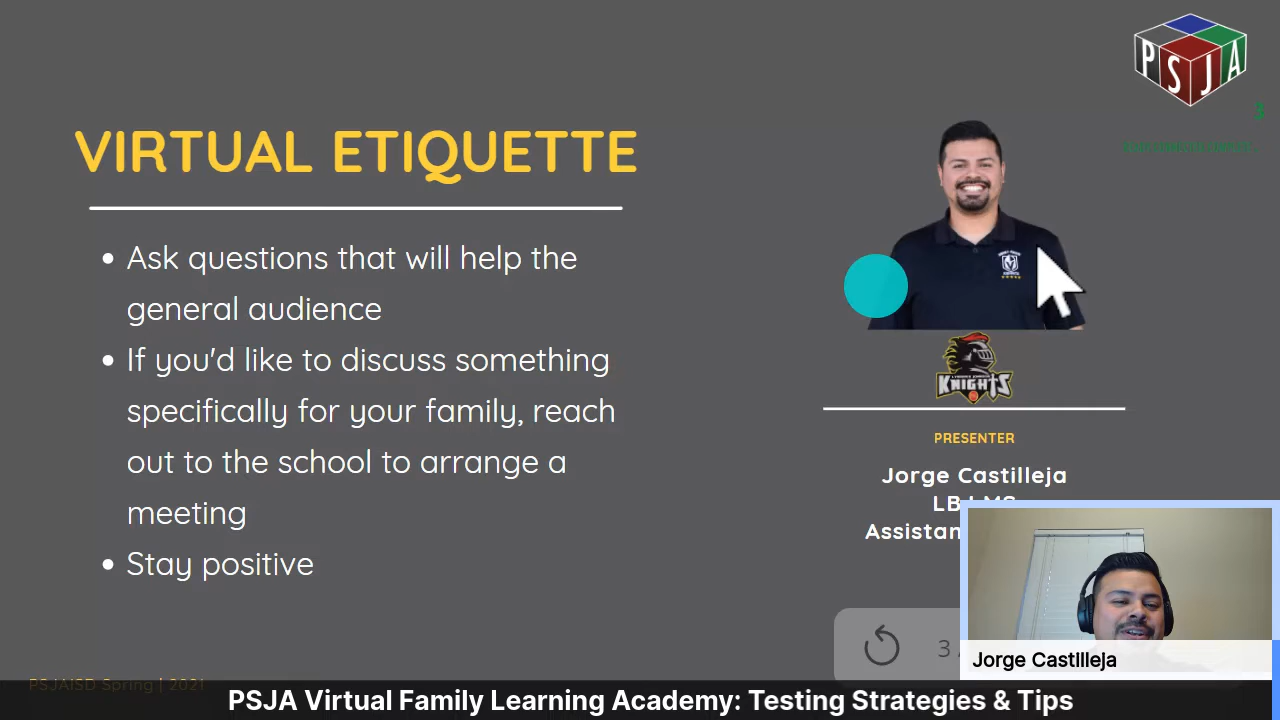 PSJA
VIRTUAL ETIQUETTE
Ask questions that will help the
general audience
If you'd like to discuss something
specifically for your family, reach
out to the school to arrange a
meeting
Stay positive
KNIGHTS
PRESENTER
Jorge Castilleja
3
Jorge Castilleja
PSJAISD Spring | 2021
PSJA Virtual Family Learning Academy: Testing Strategies & Tips